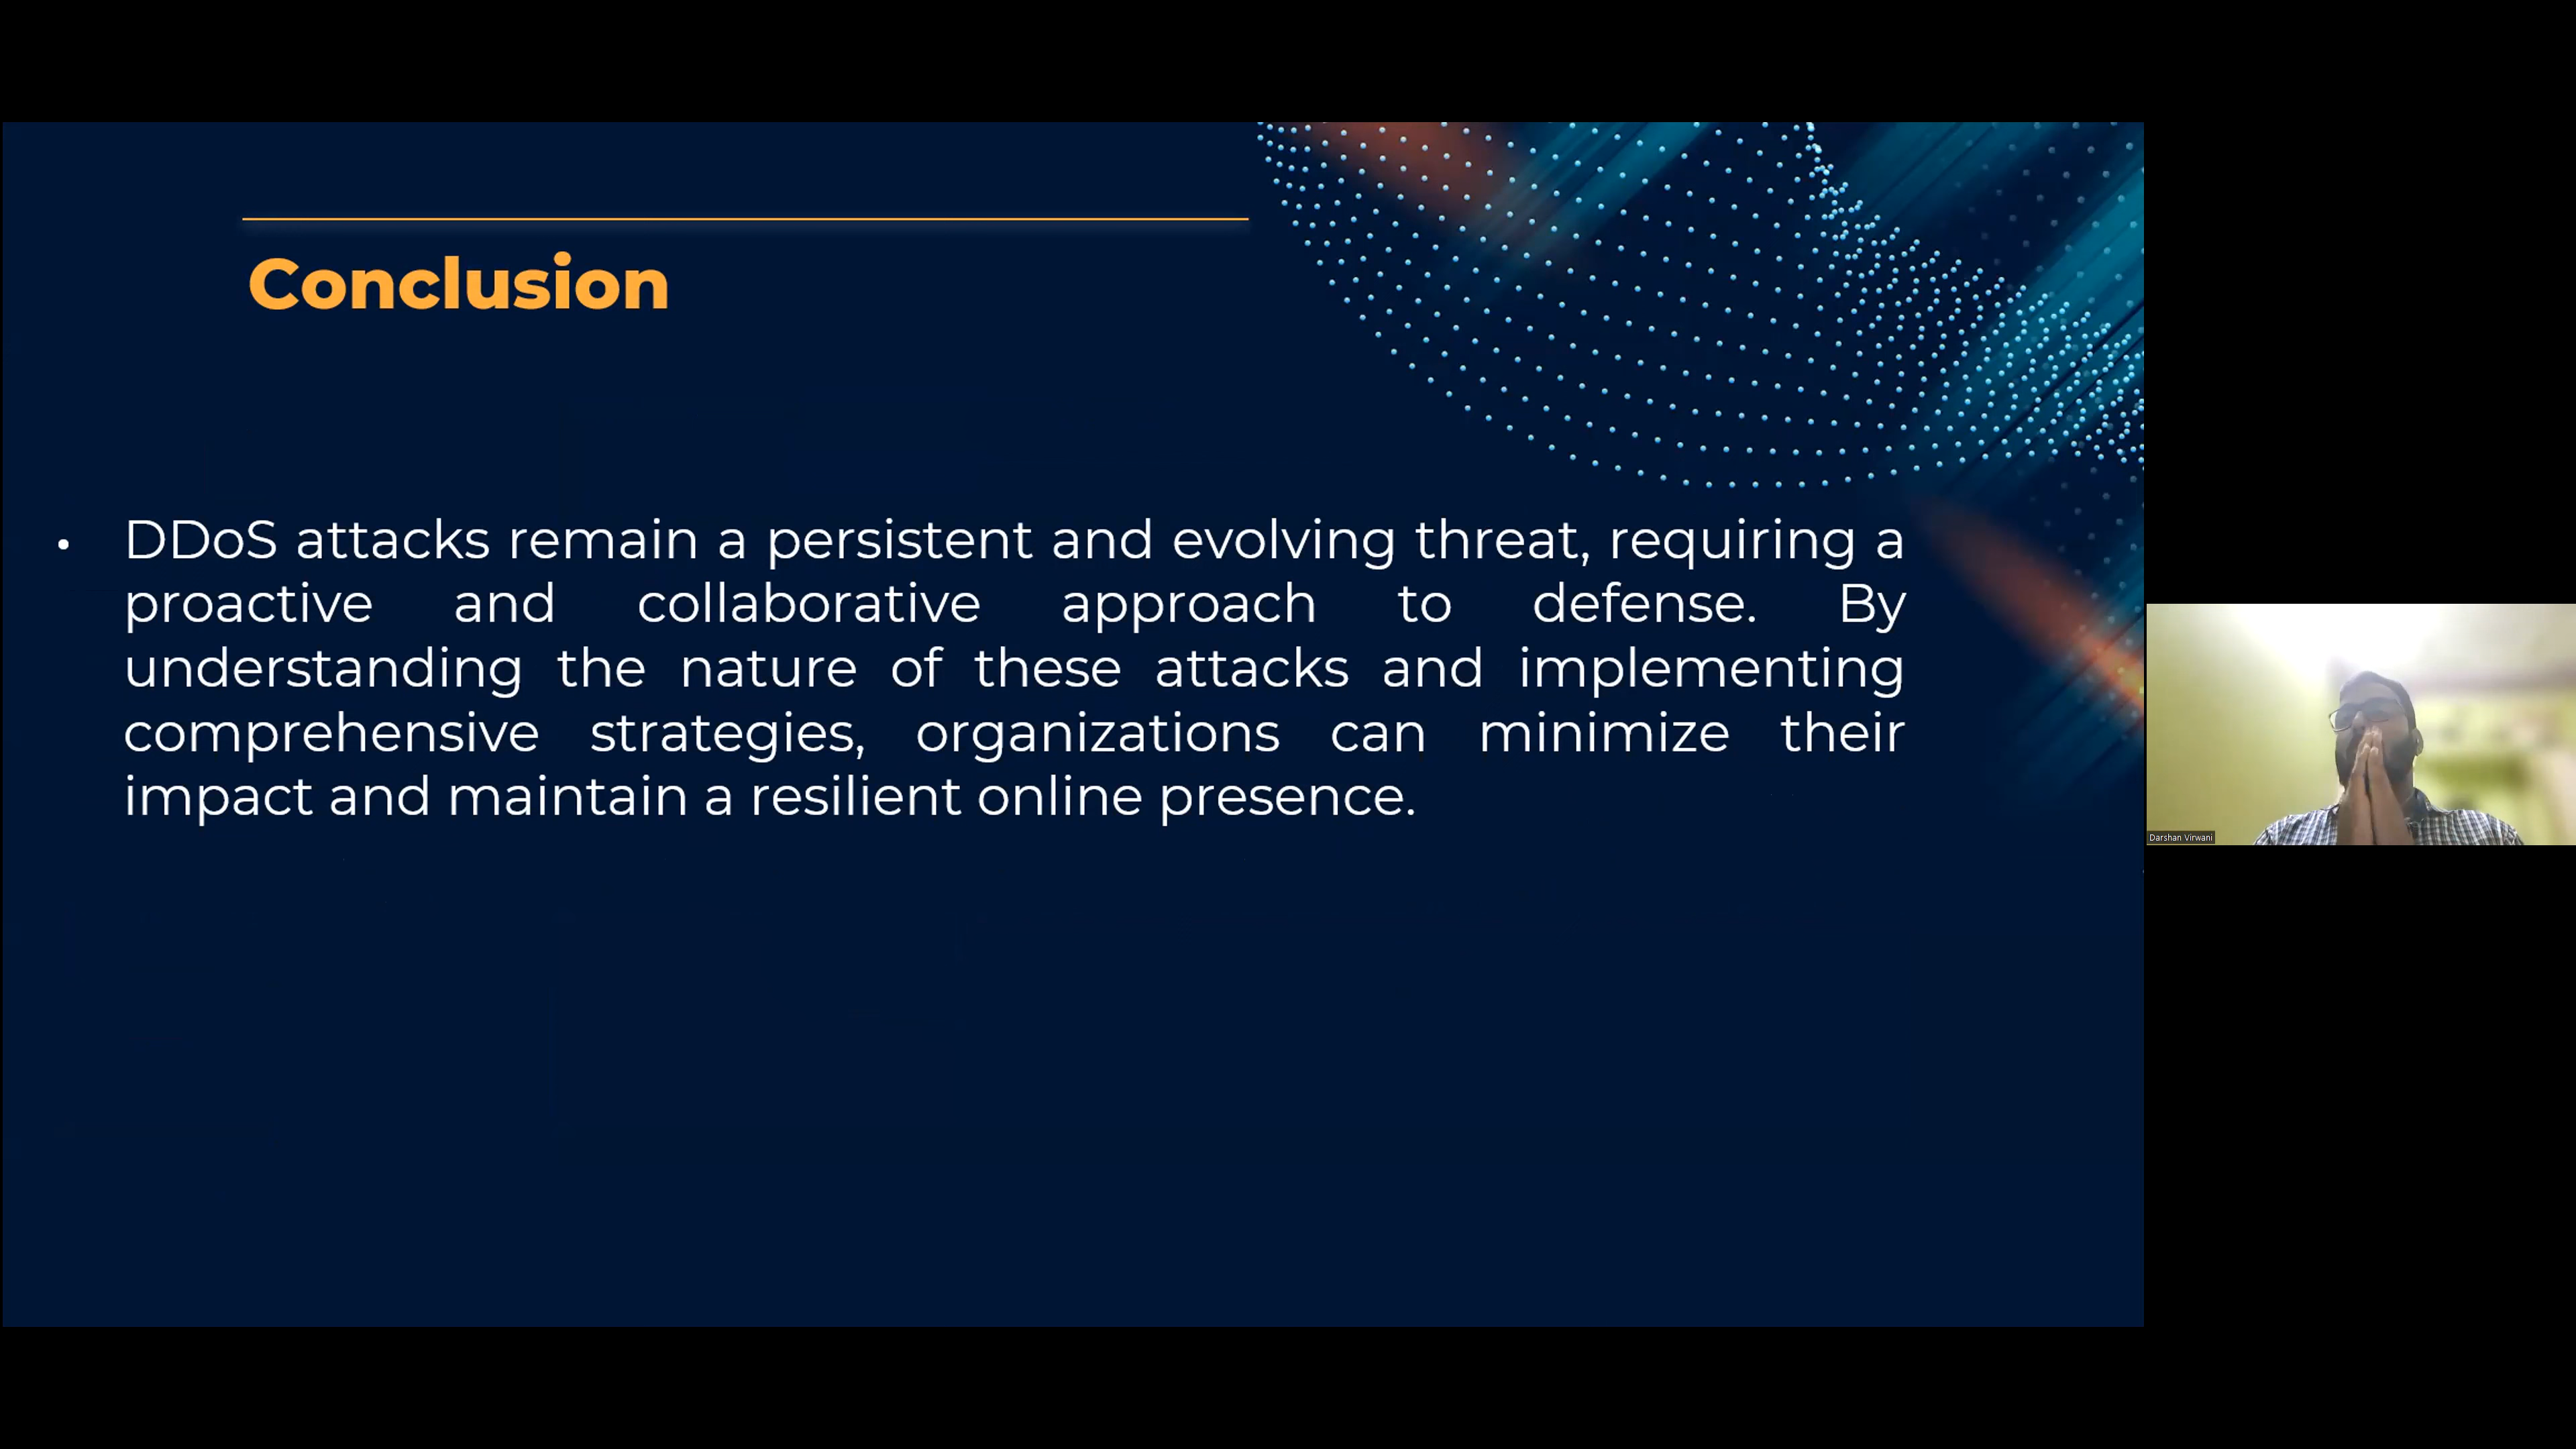 Conclusion
• DDoS attacks remain a persistent and evolving threat, requiring a
proactive and collaborative approach to defense. By
understanding the nature of these attacks and implementing
comprehensive strategies, organizations can minimize their
impact and maintain a resilient online presence.
Darshan Virwani